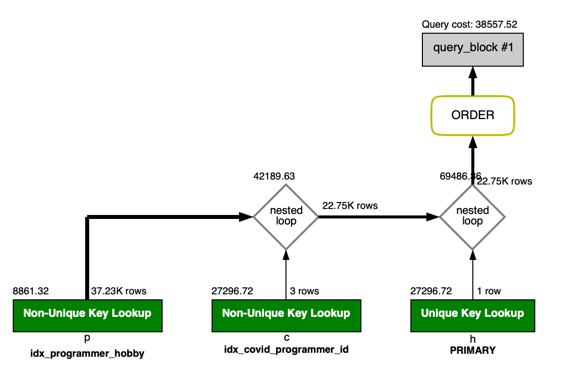 Query cost: 38557.52
query_block #1
ORDER
42189.63
69486.36
22.75K rows
nested
loop
22.75K rows
nested
loop
8861.32
37.23K rows
27296.72
3 rows
27296.72
1 row
Non-Unique Key Lookup
Non-Unique Key Lookup
Unique Key Lookup
p
c
h
idx_programmer_hobby
idx_covid_programmer_id
PRIMARY